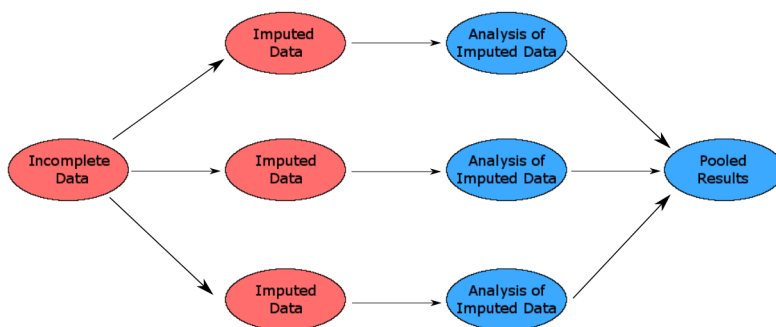 Imputed
Data
Analysis of
Imputed Data
Incomplete
Data
Imputed
Data
Analysis of
Imputed Data
Pooled
Results
Imputed
Data
Analysis of
Imputed Data